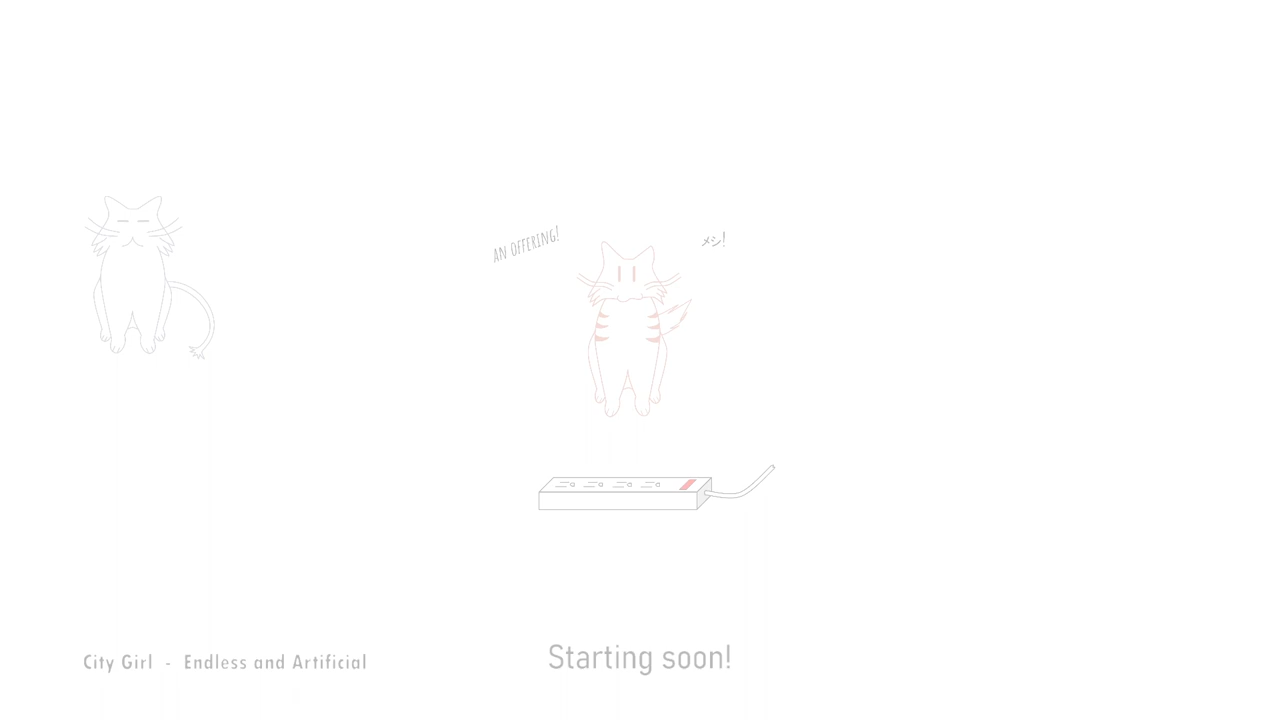 AN OFFERING!
メシ!
City Girl - Endless and Artificial
Starting soon!